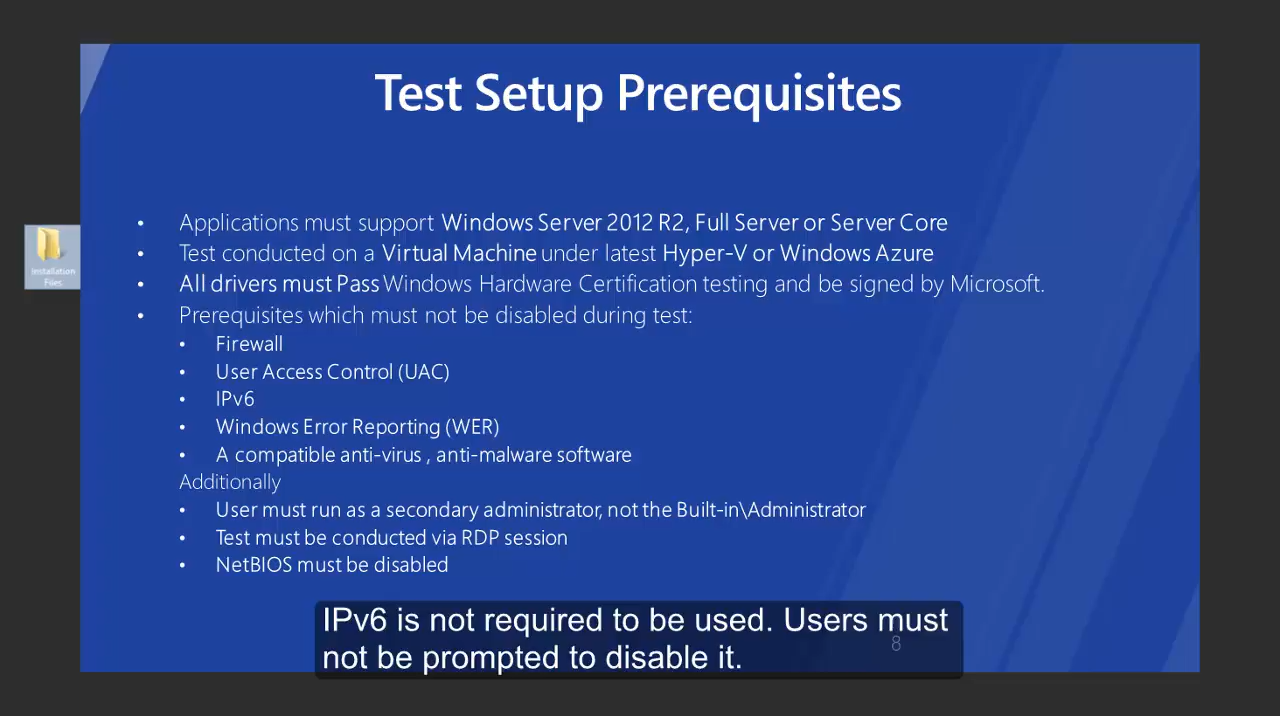 Test Setup Prerequisites
• Applications must support Windows Server 2012 R2, Full Server or Server Core
• Test conducted on a Virtual Machine under latest Hyper-V or Windows Azure
• All drivers must Pass Windows Hardware Certification testing and be signed by Microsoft.
• Prerequisites which must not be disabled during test:
• Firewall
• User Access Control (UAC)
• IPv6
• Windows Error Reporting (WER)
• A compatible anti-virus , anti-malware software
Additionally
• User must run as a secondary administrator, not the Built-in\Administrator
• Test must be conducted via RDP session
• NetBIOS must be disabled
Installation
Files
IPv6 is not required to be used. Users must
not be prompted to disable it.
8